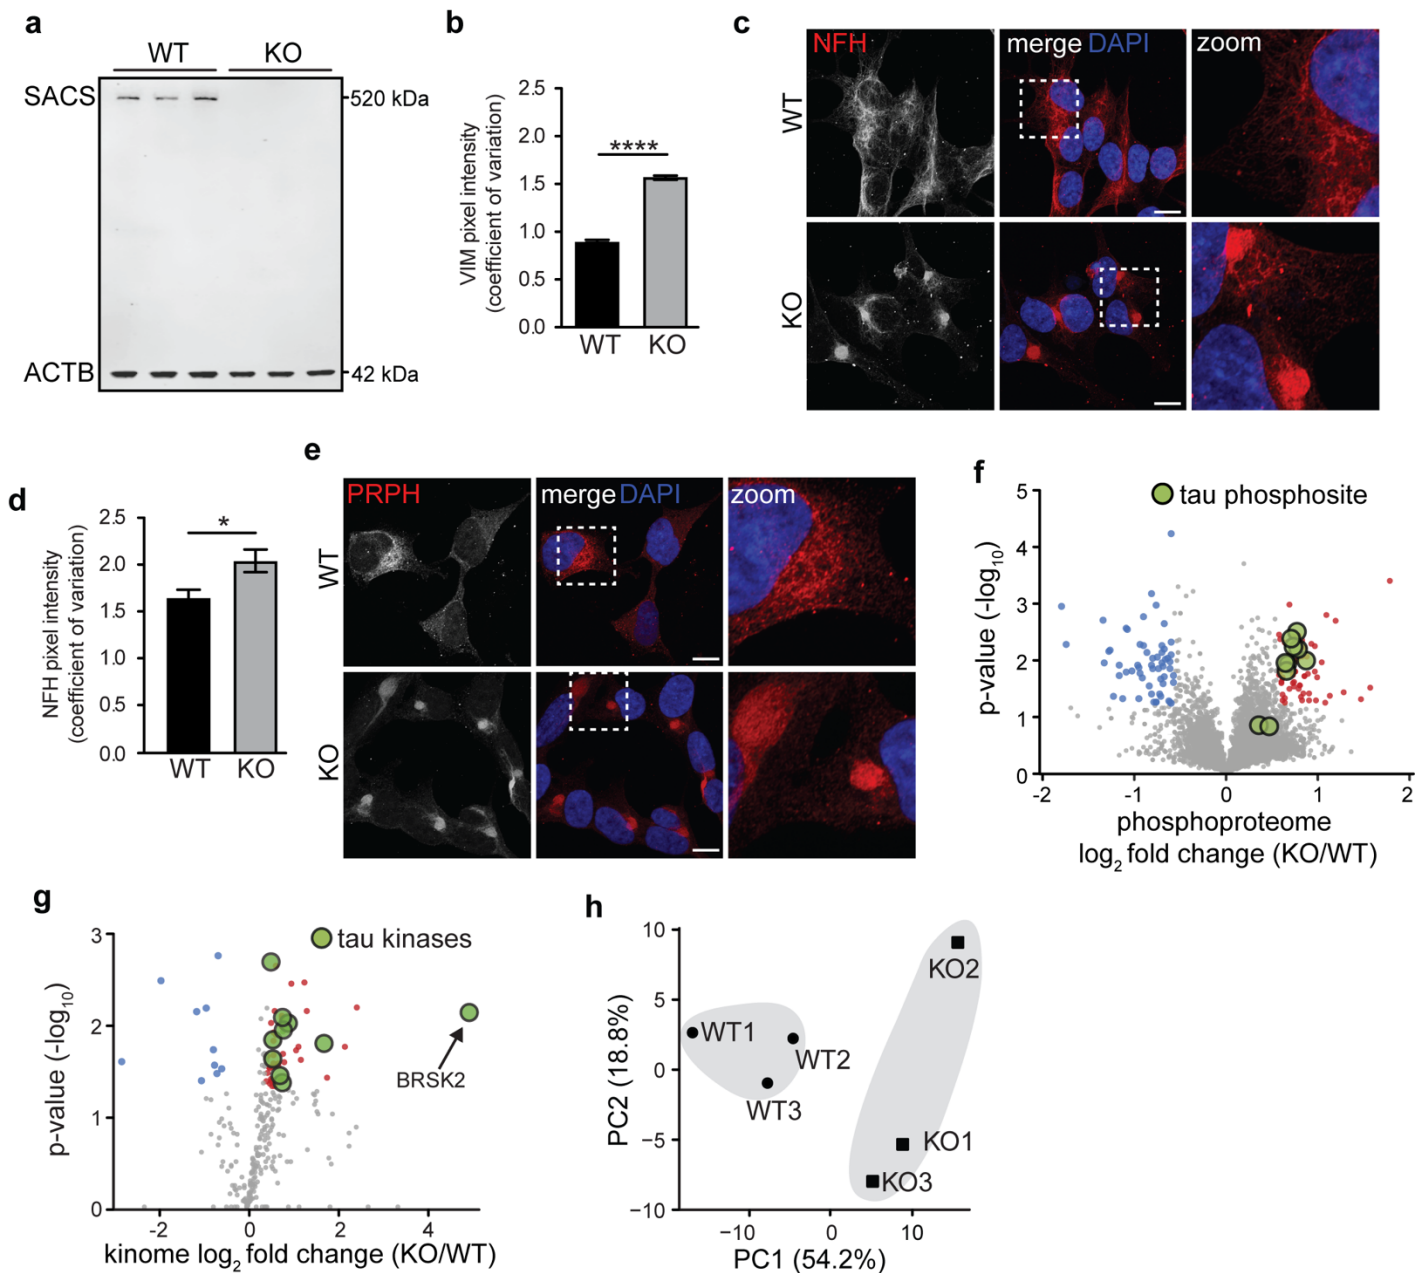 a
WT KO
SACS
520 kDa
ACTB
42 kDa
b
VIM pixel intensity
(coefficient of variation)
2.5
2.0
1.5
1.0
0.5
0.0
****
WT KO
c
NFH merge DAPI zoom
WT
KO
d
NFH pixel intensity
(coefficient of variation)
2.5
2.0
1.5
1.0
0.5
0.0
*
WT KO
e
PRPH merge DAPI zoom
WT
KO
f
tau phosphosite
p-value (-log10)
5
4
3
2
1
0
-2 -1 0 1 2
phosphoproteome
log2 fold change (KO/WT)
g
tau kinases
p-value (-log10)
3
2
1
0
BRSK2
-2 0 2 4
kinome log2 fold change (KO/WT)
h
PC2 (18.8%)
10
5
0
−5
−10
KO2
WT1
WT2
WT3
KO1
KO3
−10 0 10
PC1 (54.2%)